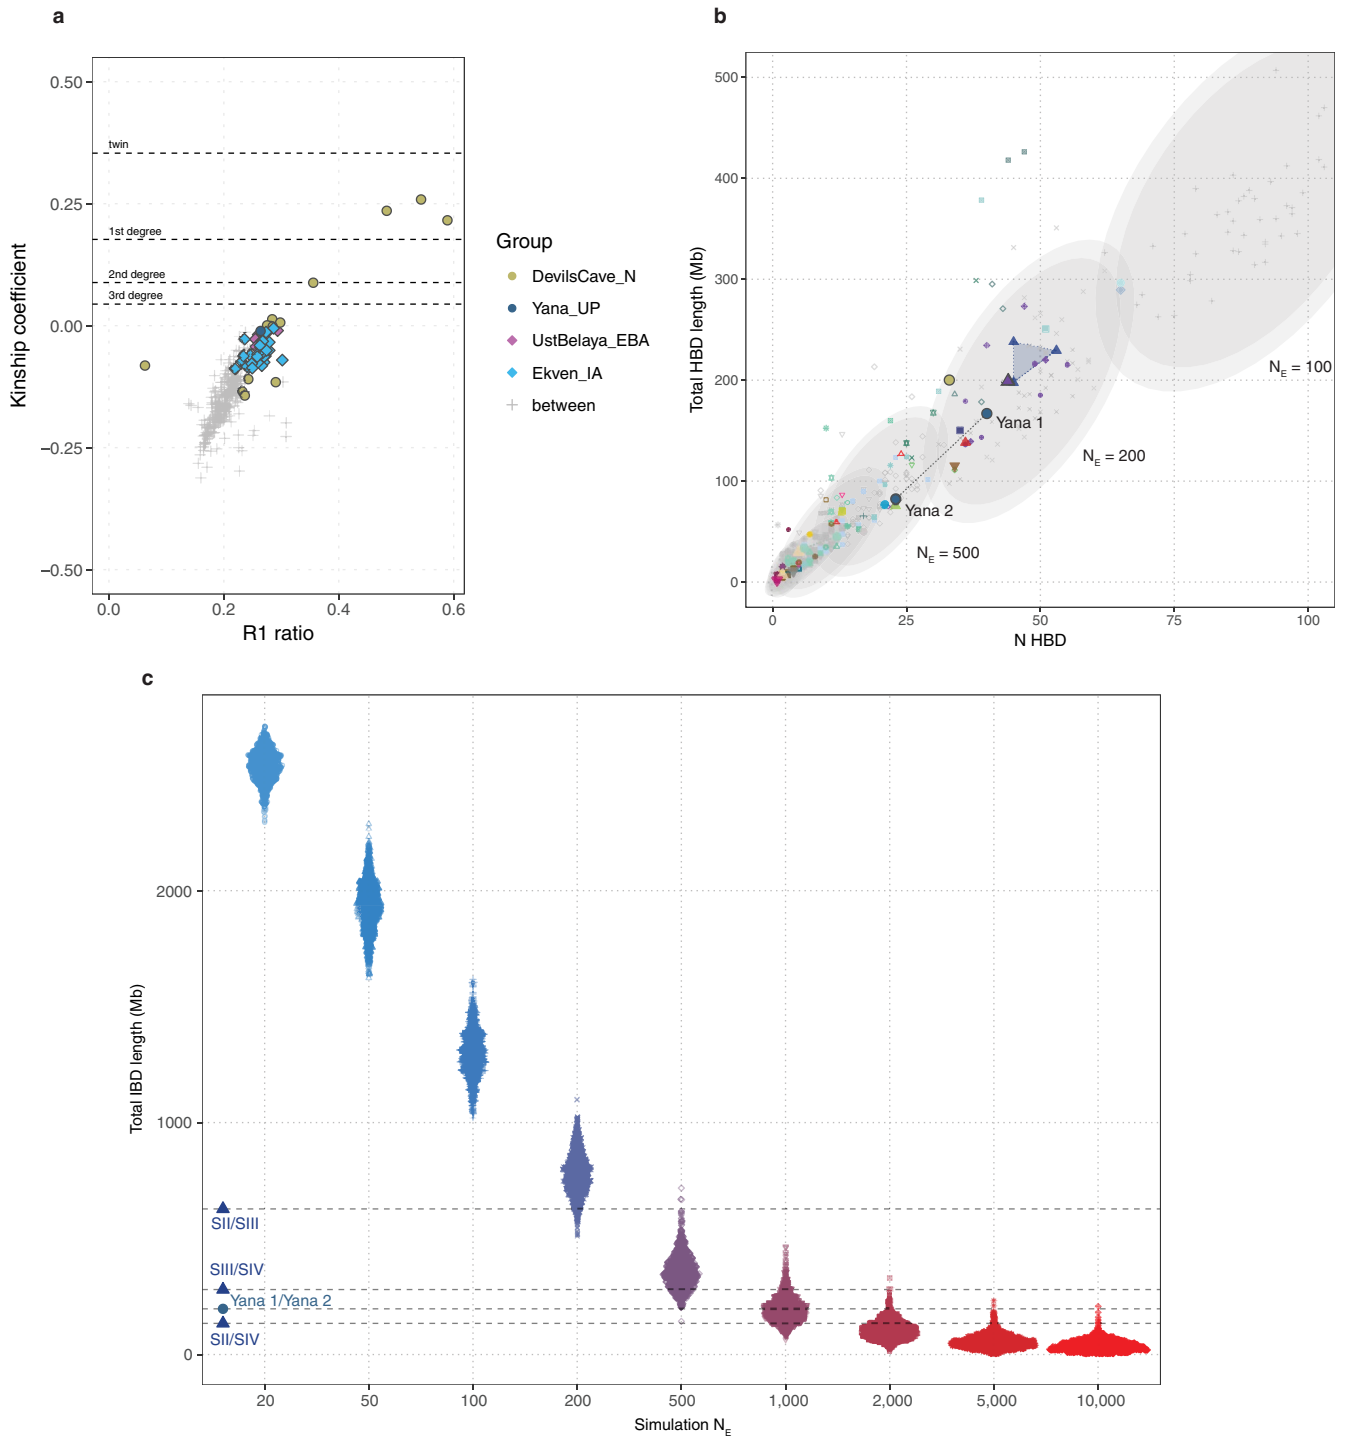 a
0.50
0.25
0.00
−0.25
−0.50
Kinship coefficient
twin
1st degree
2nd degree
3rd degree
0.0
0.2
0.4
0.6
R1 ratio
Group
DevilsCave_N
Yana_UP
UstBelaya_EBA
Ekven_IA
between
b
500
400
300
200
100
0
Total HBD length (Mb)
N_E = 100
Yana 1
N_E = 200
Yana 2
N_E = 500
0
25
50
75
100
N HBD
c
2000
1000
0
Total IBD length (Mb)
SII/SIII
SIII/SIV
Yana 1/Yana 2
SII/SIV
20
50
100
200
500
1,000
2,000
5,000
10,000
Simulation N_E